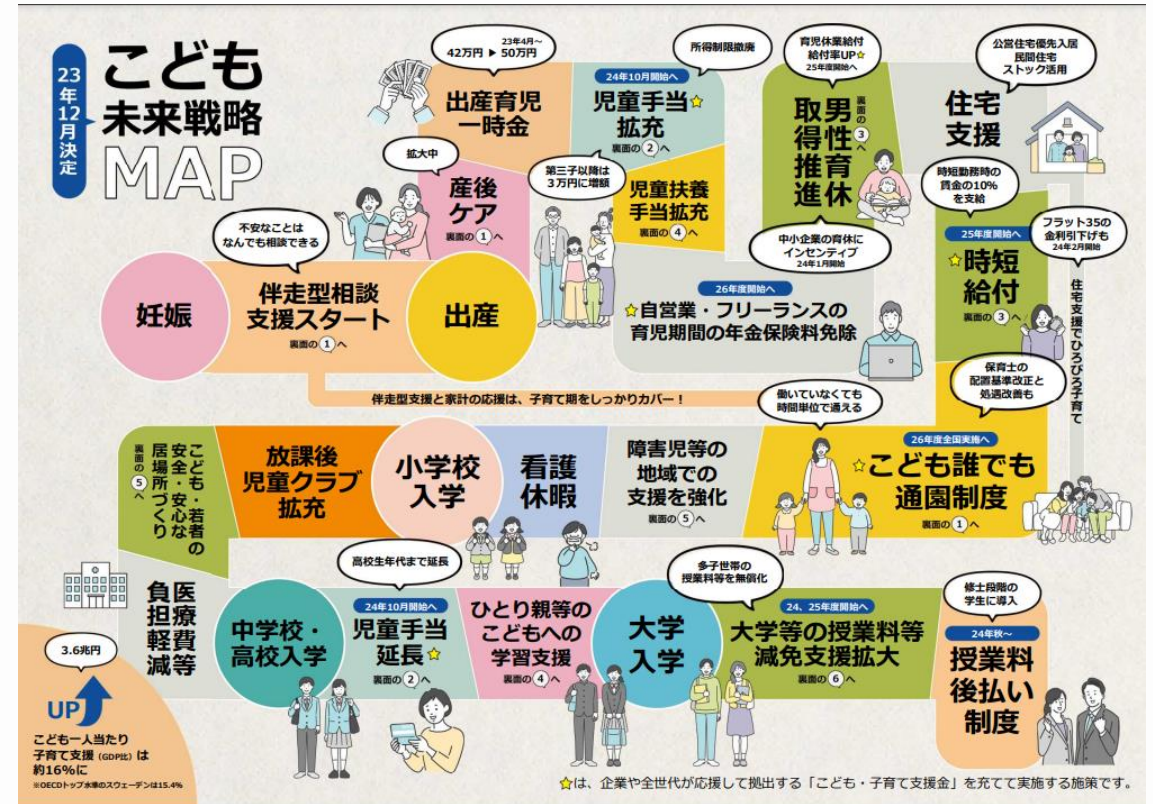 23年12月決定
こども
未来戦略
MAP
23年4月～
42万円 ▶ 50万円
出産育児
一時金
所得制限撤廃
24年10月開始へ
児童手当☆
拡充
裏面の②へ
第三子以降は
３万円に増額
児童扶養
手当拡充
裏面の④へ
拡大中
産後
ケア
裏面の①へ
不安なことは
なんでも相談できる
妊娠
伴走型相談
支援スタート
裏面の①へ
出産
育児休業給付
給付率UP☆
25年度開始へ
男性育休
取得推進
裏面の③へ
中小企業の育休に
インセンティブ
24年1月開始
公営住宅優先入居
民間住宅
ストック活用
住宅
支援
時短勤務時の
賃金の10%
を支給
フラット35の
金利引下げも
24年2月開始
25年度開始へ
☆時短
給付
裏面の③へ
住宅支援でひろびろ子育て
26年度開始へ
☆自営業・フリーランスの
育児期間の年金保険料免除
伴走型支援と家計の応援は、子育て期をしっかりカバー！
働いていなくても
時間単位で通える
保育士の
配置基準改正と
処遇改善も
26年度全国実施へ
☆こども誰でも
通園制度
裏面の①へ
障害児等の
地域での
支援を強化
裏面の⑤へ
看護
休暇
小学校
入学
放課後
児童クラブ
拡充
こども・若者の
安全・安心な
居場所づくり
裏面の⑤へ
医療費等
負担軽減
中学校・
高校入学
高校生年代まで延長
24年10月開始へ
児童手当
延長☆
裏面の②へ
ひとり親等の
こどもへの
学習支援
裏面の④へ
大学
入学
多子世帯の
授業料等を無償化
24、25年度開始へ
大学等の授業料等
減免支援拡大
裏面の⑥へ
修士段階の
学生に導入
24年秋～
授業料
後払い
制度
3.6兆円
UP
こども一人当たり
子育て支援（GDP比）は
約16%に
※OECDトップ水準のスウェーデンは15.4%
☆は、企業や全世代が応援して拠出する「こども・子育て支援金」を充てて実施する施策です。